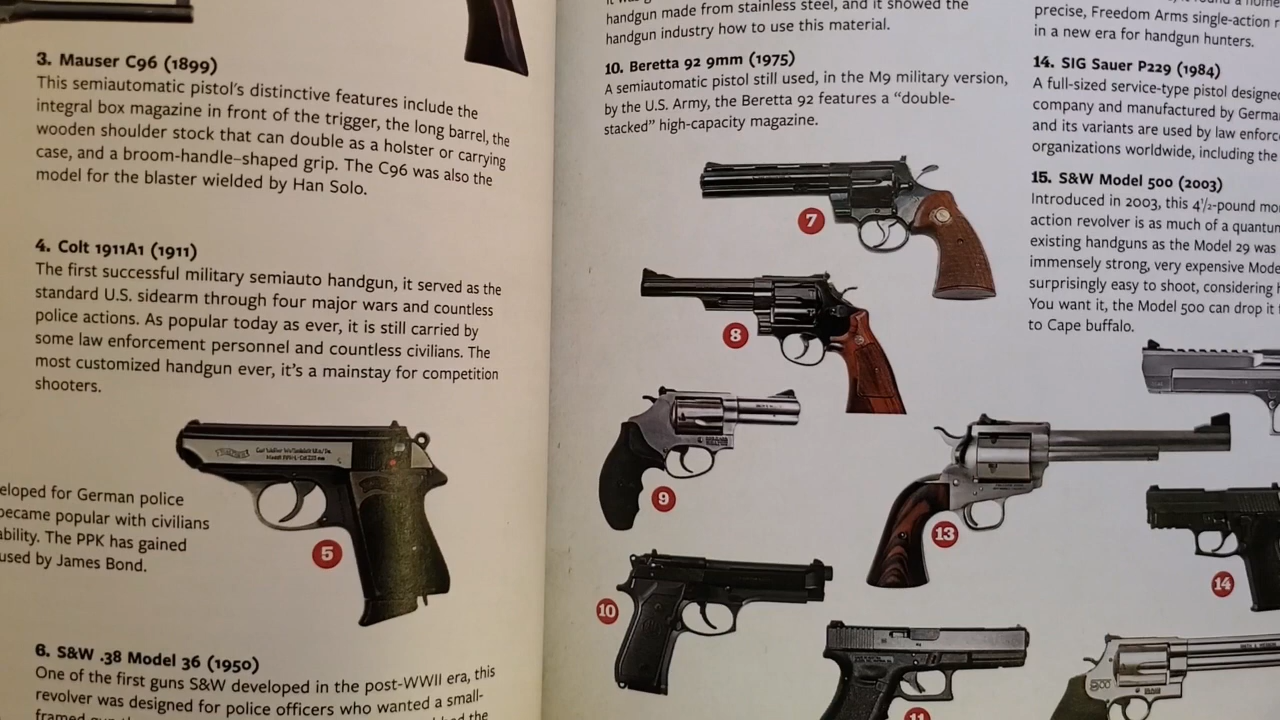 3. Mauser C96 (1899)
This semiautomatic pistol's distinctive features include the
integral box magazine in front of the trigger, the long barrel, the
wooden shoulder stock that can double as a holster or carrying
case, and a broom-handle–shaped grip. The C96 was also the
model for the blaster wielded by Han Solo.
4. Colt 1911A1 (1911)
The first successful military semiauto handgun, it served as the
standard U.S. sidearm through four major wars and countless
police actions. As popular today as ever, it is still carried by
some law enforcement personnel and countless civilians. The
most customized handgun ever, it's a mainstay for competition
shooters.
eloped for German police
became popular with civilians
ability. The PPK has gained
used by James Bond.
5
6. S&W .38 Model 36 (1950)
One of the first guns S&W developed in the post-WWII era, this
revolver was designed for police officers who wanted a small-
handgun made from stainless steel, and it showed the
handgun industry how to use this material.
10. Beretta 92 9mm (1975)
A semiautomatic pistol still used, in the M9 military version,
by the U.S. Army, the Beretta 92 features a “double-
stacked” high-capacity magazine.
7
8
9
10
11
13
14
precise, Freedom Arms single-action r
in a new era for handgun hunters.
14. SIG Sauer P229 (1984)
A full-sized service-type pistol designed
company and manufactured by Germa
and its variants are used by law enforc
organizations worldwide, including the
15. S&W Model 500 (2003)
Introduced in 2003, this 4½-pound mo
action revolver is as much of a quantum
existing handguns as the Model 29 was
immensely strong, very expensive Mode
surprisingly easy to shoot, considering h
You want it, the Model 500 can drop it
to Cape buffalo.